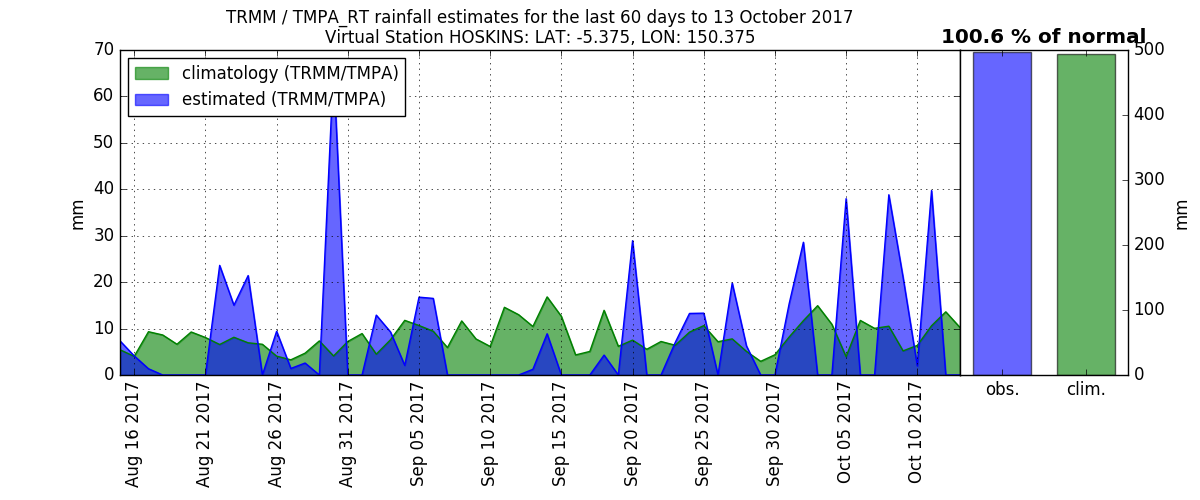 TRMM / TMPA_RT rainfall estimates for the last 60 days to 13 October 2017
Virtual Station HOSKINS: LAT: -5.375, LON: 150.375
100.6 % of normal
climatology (TRMM/TMPA)
estimated (TRMM/TMPA)
70
60
50
40
30
20
10
0
mm
Aug 16 2017
Aug 21 2017
Aug 26 2017
Aug 31 2017
Sep 05 2017
Sep 10 2017
Sep 15 2017
Sep 20 2017
Sep 25 2017
Sep 30 2017
Oct 05 2017
Oct 10 2017
500
400
300
200
100
0
mm
obs.
clim.